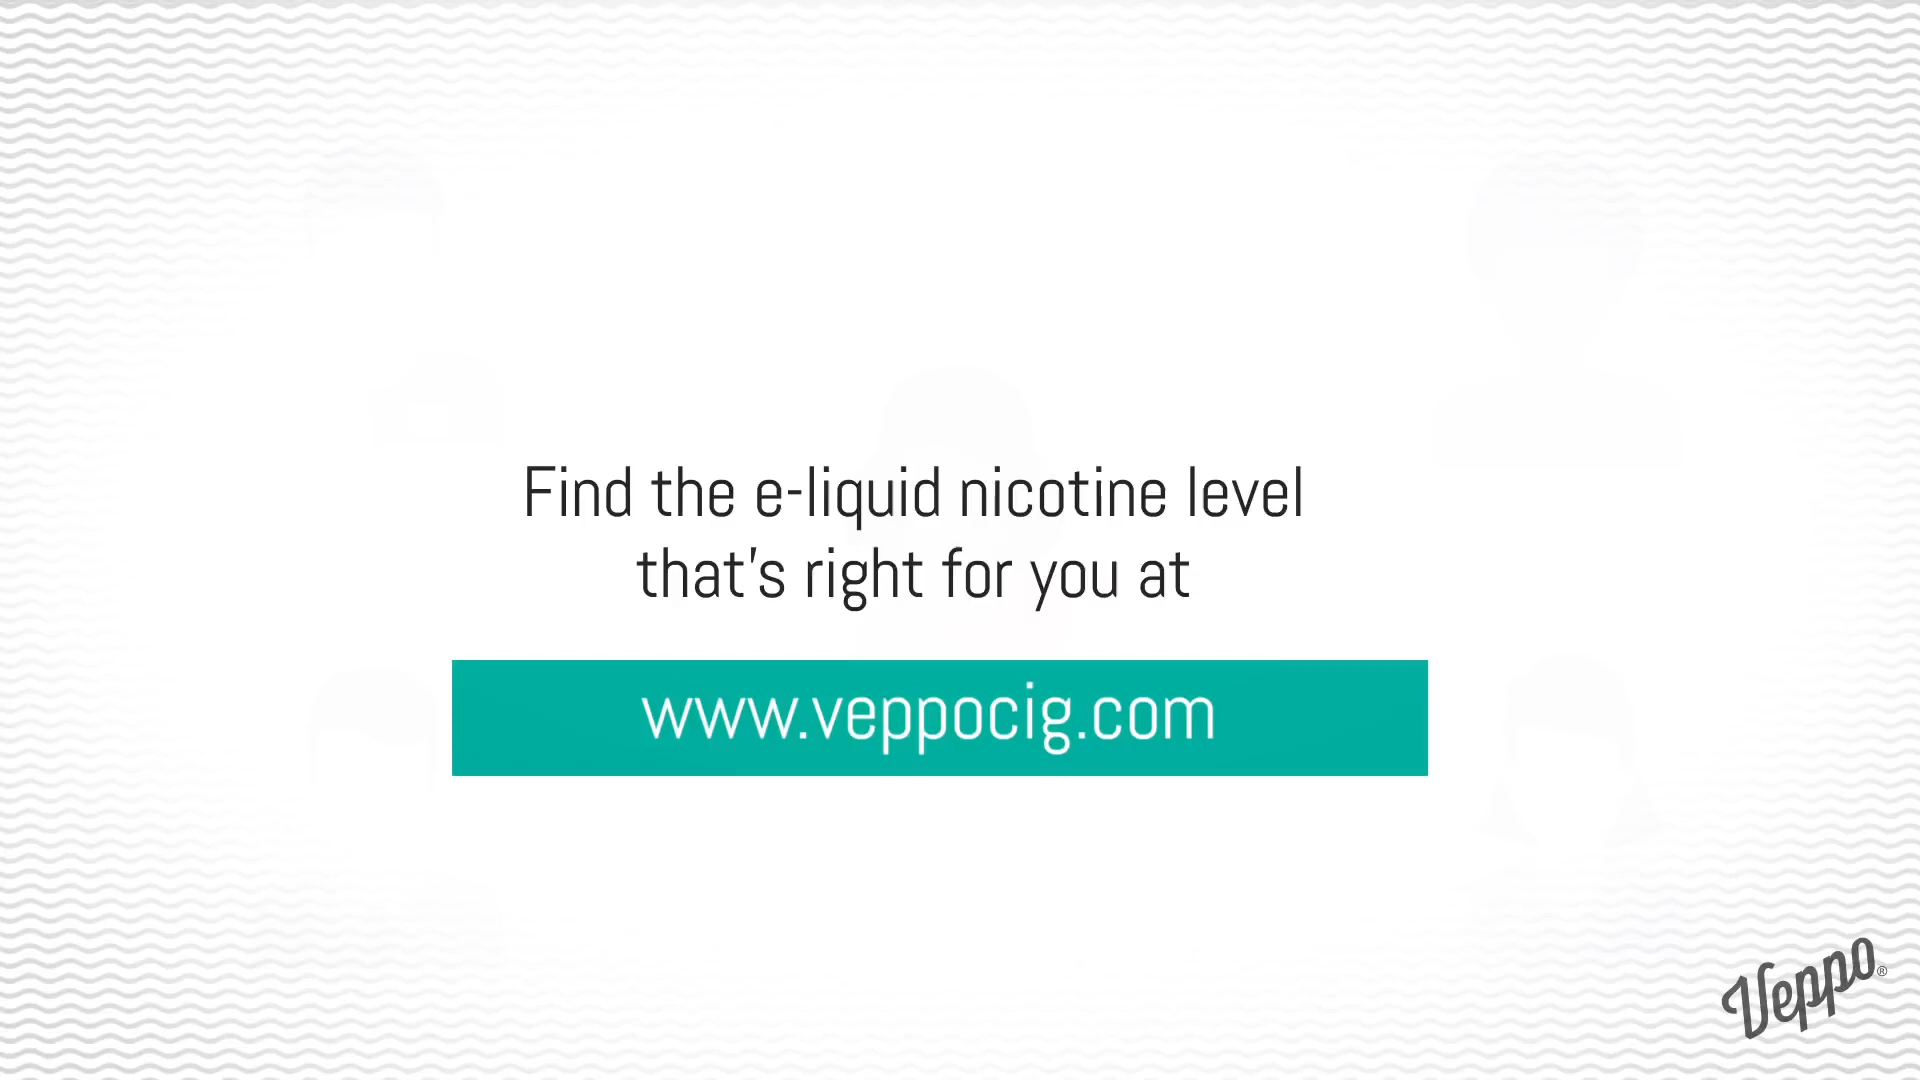 Find the e-liquid nicotine level
that's right for you at
www.veppocig.com
Veppo®